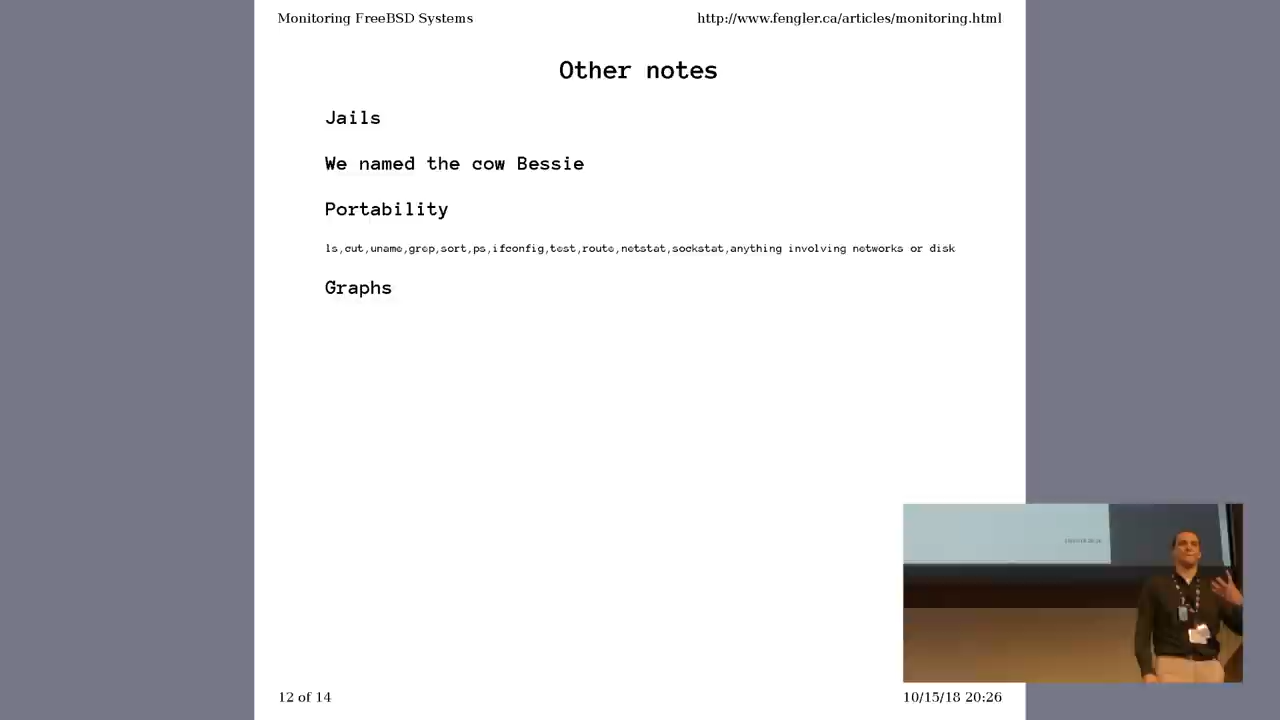 Monitoring FreeBSD Systems
http://www.fengler.ca/articles/monitoring.html
Other notes
Jails
We named the cow Bessie
Portability
ls,cut,uname,grep,sort,ps,ifconfig,test,route,netstat,sockstat,anything involving networks or disk
Graphs
12 of 14
10/15/18 20:26